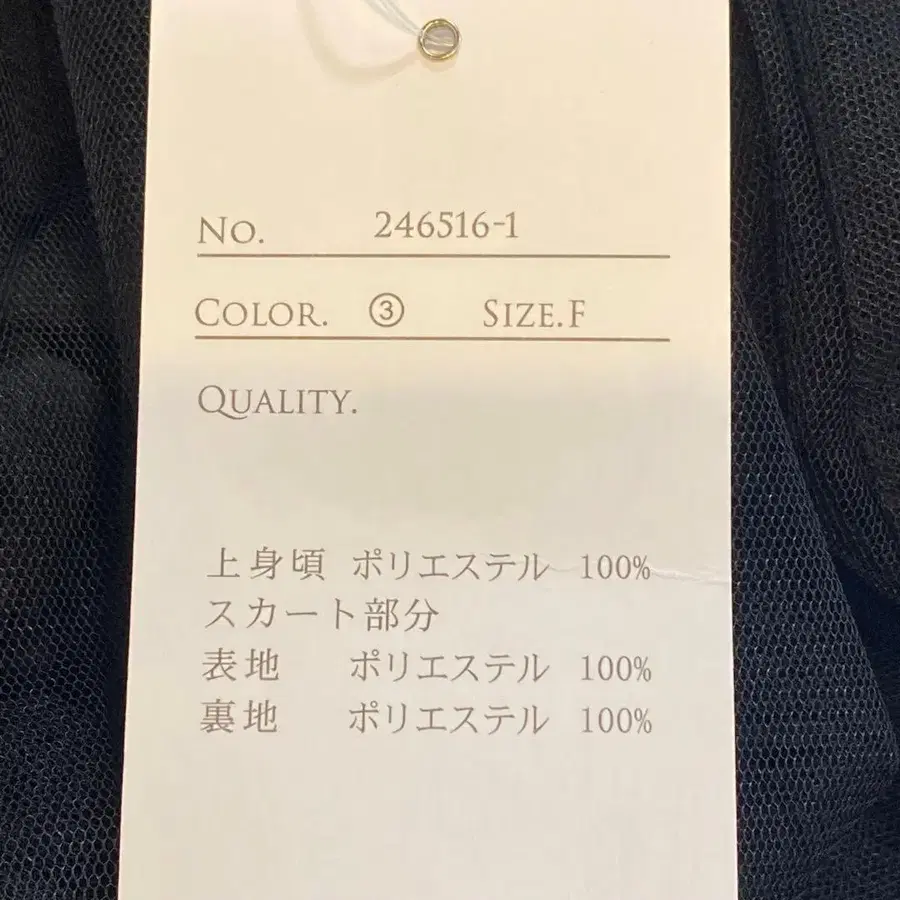 No. 246516-1
COLOR. ③ SIZE.F
QUALITY.
上身頃 ポリエステル 100%
スカート部分
表地 ポリエステル 100%
裏地 ポリエステル 100%